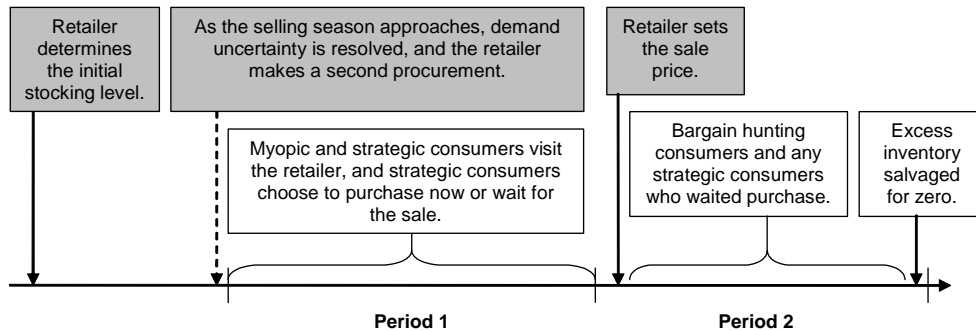 Retailer
determines
the initial
stocking level.
As the selling season approaches, demand
uncertainty is resolved, and the retailer
makes a second procurement.
Retailer sets
the sale
price.
Myopic and strategic consumers visit
the retailer, and strategic consumers
choose to purchase now or wait for
the sale.
Bargain hunting
consumers and any
strategic consumers
who waited purchase.
Excess
inventory
salvaged
for zero.
Period 1
Period 2